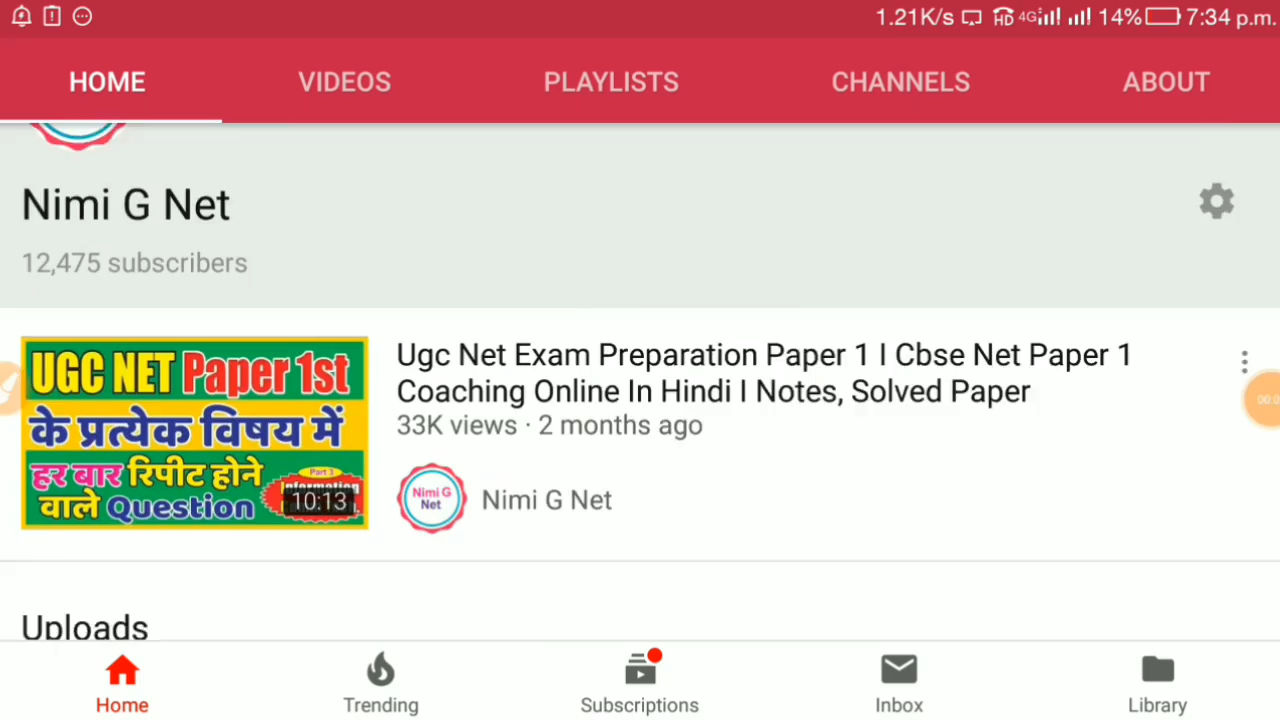 1.21K/s HD 4G 14% 7:34 p.m.
HOME VIDEOS PLAYLISTS CHANNELS ABOUT
Nimi G Net
12,475 subscribers
UGC NET Paper 1st
के प्रत्येक विषय में
हर बार रिपीट होने
वाले Question
Part 3
Information
10:13
Ugc Net Exam Preparation Paper 1 I Cbse Net Paper 1
Coaching Online In Hindi I Notes, Solved Paper
33K views · 2 months ago
Nimi G
Net
Nimi G Net
Uploads
Home Trending Subscriptions Inbox Library